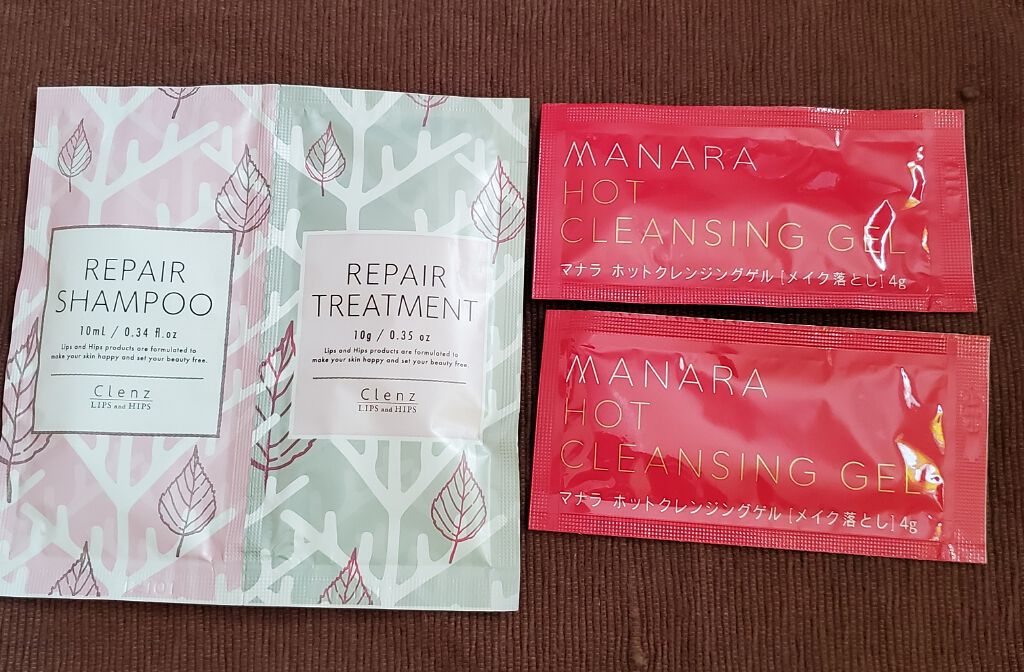 REPAIR
SHAMPOO
10mL / 0.34 fl.oz
Lips and Hips products are formulated to
make your skin happy and set your beauty free.
Clenz
LIPS and HIPS
REPAIR
TREATMENT
10g / 0.35 oz
Lips and Hips products are formulated to
make your skin happy and set your beauty free.
Clenz
LIPS and HIPS
MANARA
HOT
CLEANSING GEL
マナラ ホットクレンジングゲル [メイク落とし] 4g
MANARA
HOT
CLEANSING GEL
マナラ ホットクレンジングゲル [メイク落とし] 4g